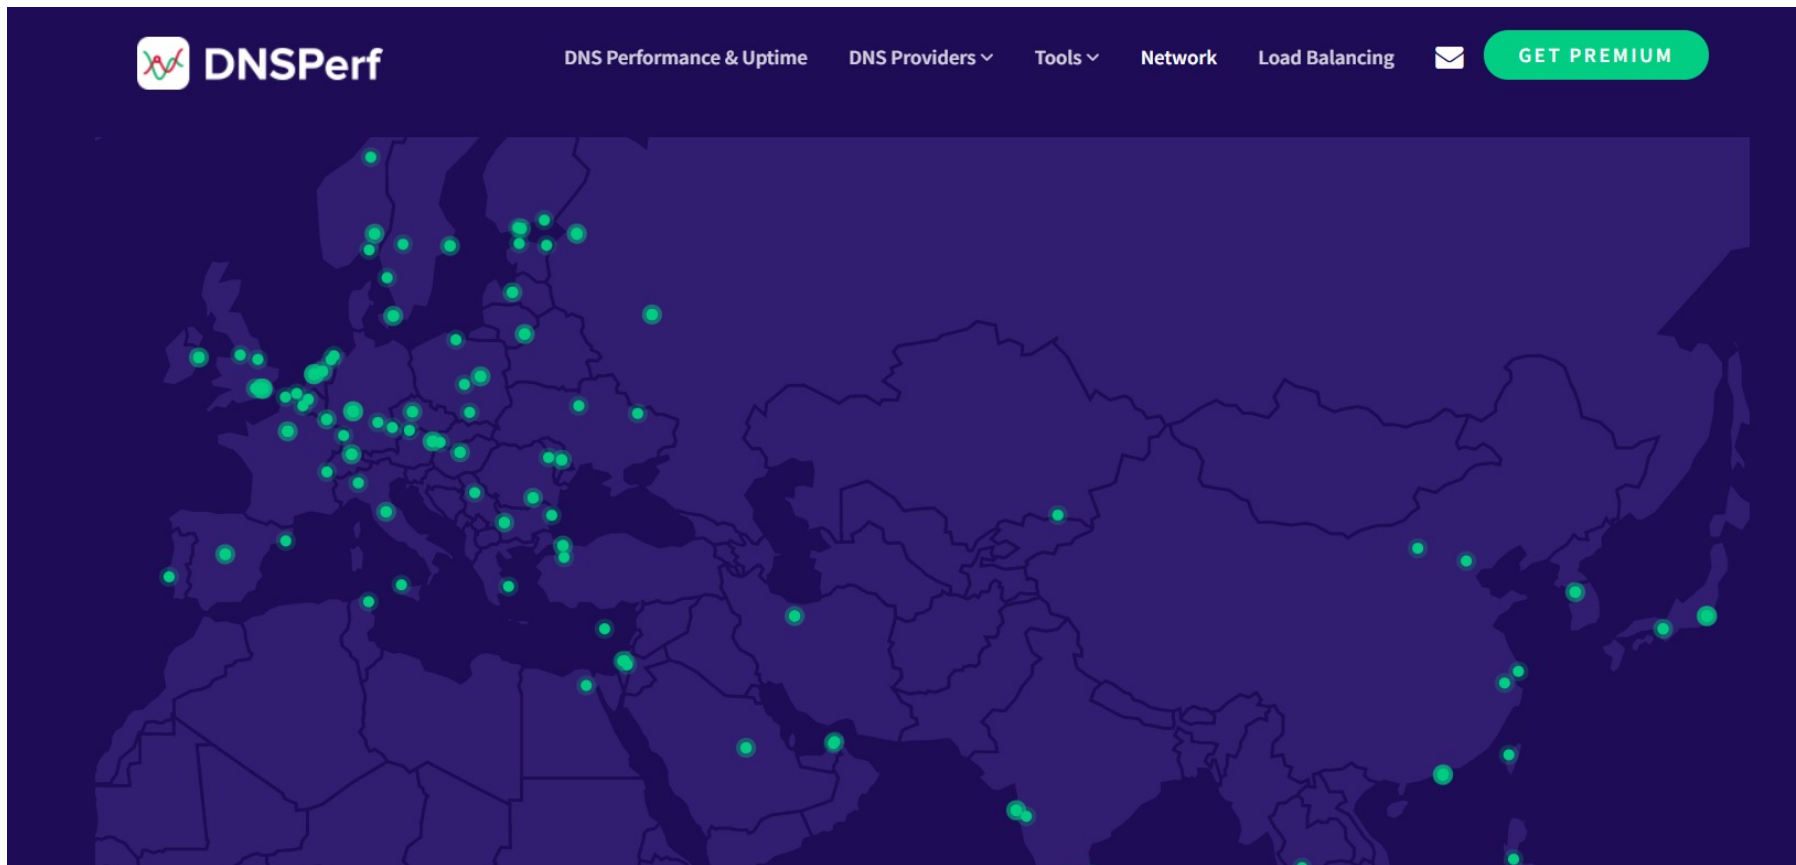 DNSPerf
DNS Performance & Uptime
DNS Providers
Tools
Network
Load Balancing
GET PREMIUM